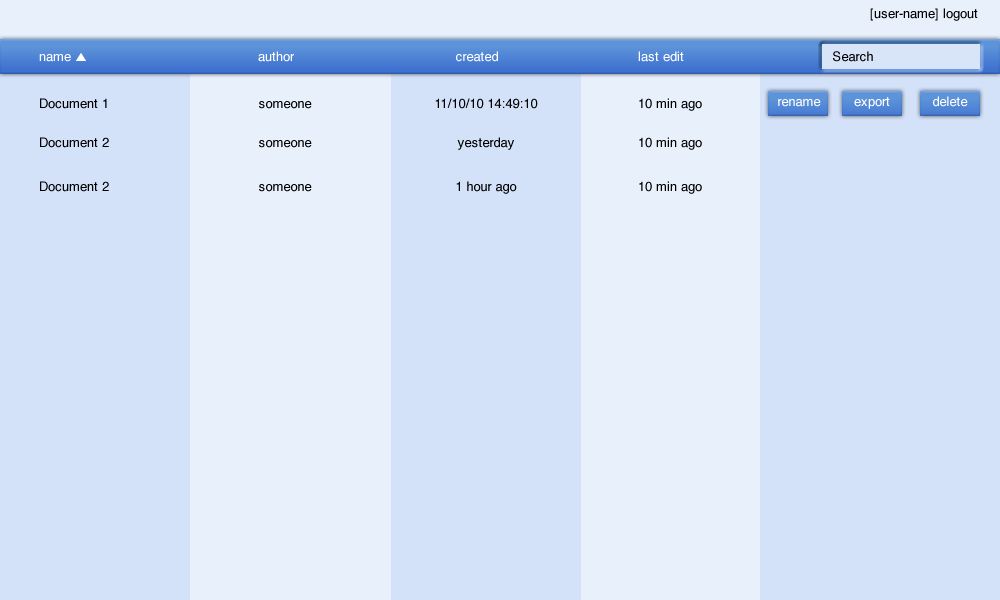 [user-name] logout
name ▲ author created last edit Search
Document 1 someone 11/10/10 14:49:10 10 min ago rename export delete
Document 2 someone yesterday 10 min ago
Document 2 someone 1 hour ago 10 min ago